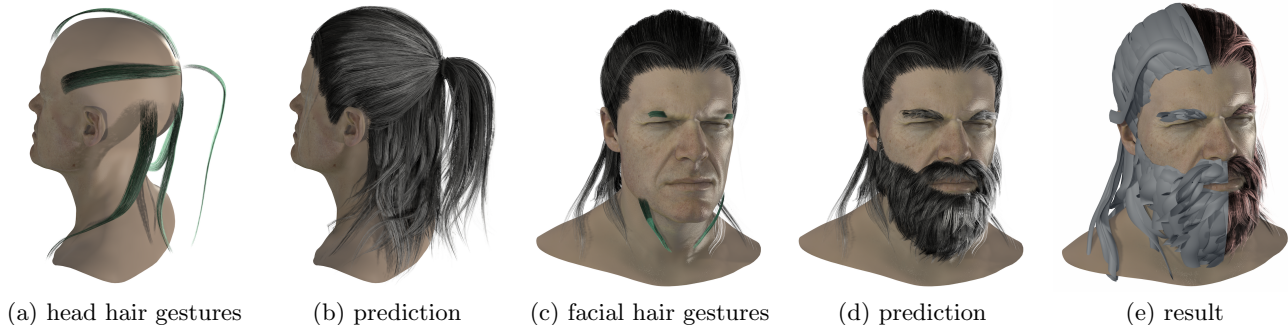 (a) head hair gestures (b) prediction (c) facial hair gestures (d) prediction (e) result